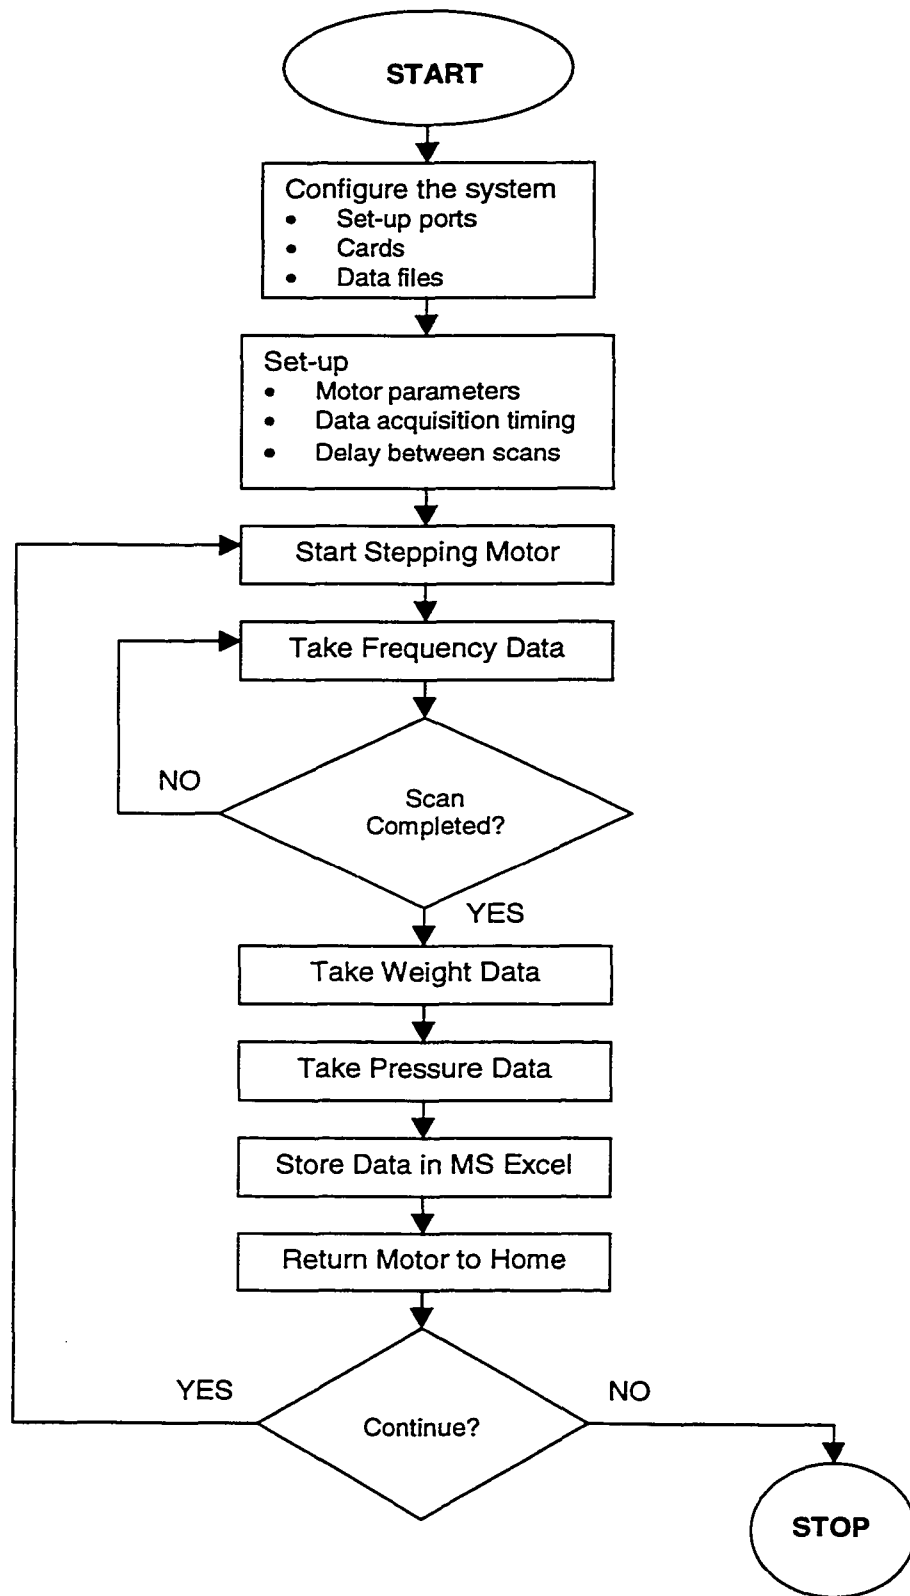 START
Configure the system
• Set-up ports
• Cards
• Data files
Set-up
• Motor parameters
• Data acquisition timing
• Delay between scans
Start Stepping Motor
Take Frequency Data
NO
Scan
Completed?
YES
Take Weight Data
Take Pressure Data
Store Data in MS Excel
Return Motor to Home
YES
NO
Continue?
STOP